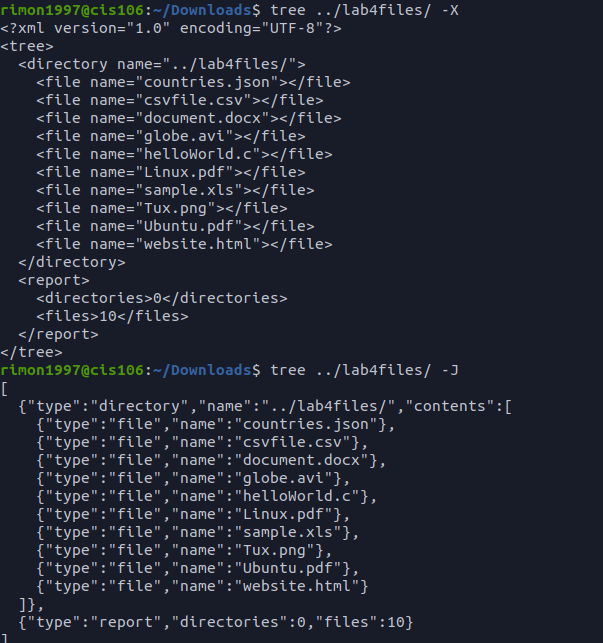 rimon1997@cis106:~/Downloads$ tree ../lab4files/ -X
<?xml version="1.0" encoding="UTF-8"?>
<tree>
  <directory name="../lab4files/">
    <file name="countries.json"></file>
    <file name="csvfile.csv"></file>
    <file name="document.docx"></file>
    <file name="globe.avi"></file>
    <file name="helloWorld.c"></file>
    <file name="Linux.pdf"></file>
    <file name="sample.xls"></file>
    <file name="Tux.png"></file>
    <file name="Ubuntu.pdf"></file>
    <file name="website.html"></file>
  </directory>
  <report>
    <directories>0</directories>
    <files>10</files>
  </report>
</tree>
rimon1997@cis106:~/Downloads$ tree ../lab4files/ -J
[
  {"type":"directory","name":"../lab4files/","contents":[
    {"type":"file","name":"countries.json"},
    {"type":"file","name":"csvfile.csv"},
    {"type":"file","name":"document.docx"},
    {"type":"file","name":"globe.avi"},
    {"type":"file","name":"helloWorld.c"},
    {"type":"file","name":"Linux.pdf"},
    {"type":"file","name":"sample.xls"},
    {"type":"file","name":"Tux.png"},
    {"type":"file","name":"Ubuntu.pdf"},
    {"type":"file","name":"website.html"}
  ]},
  {"type":"report","directories":0,"files":10}
]